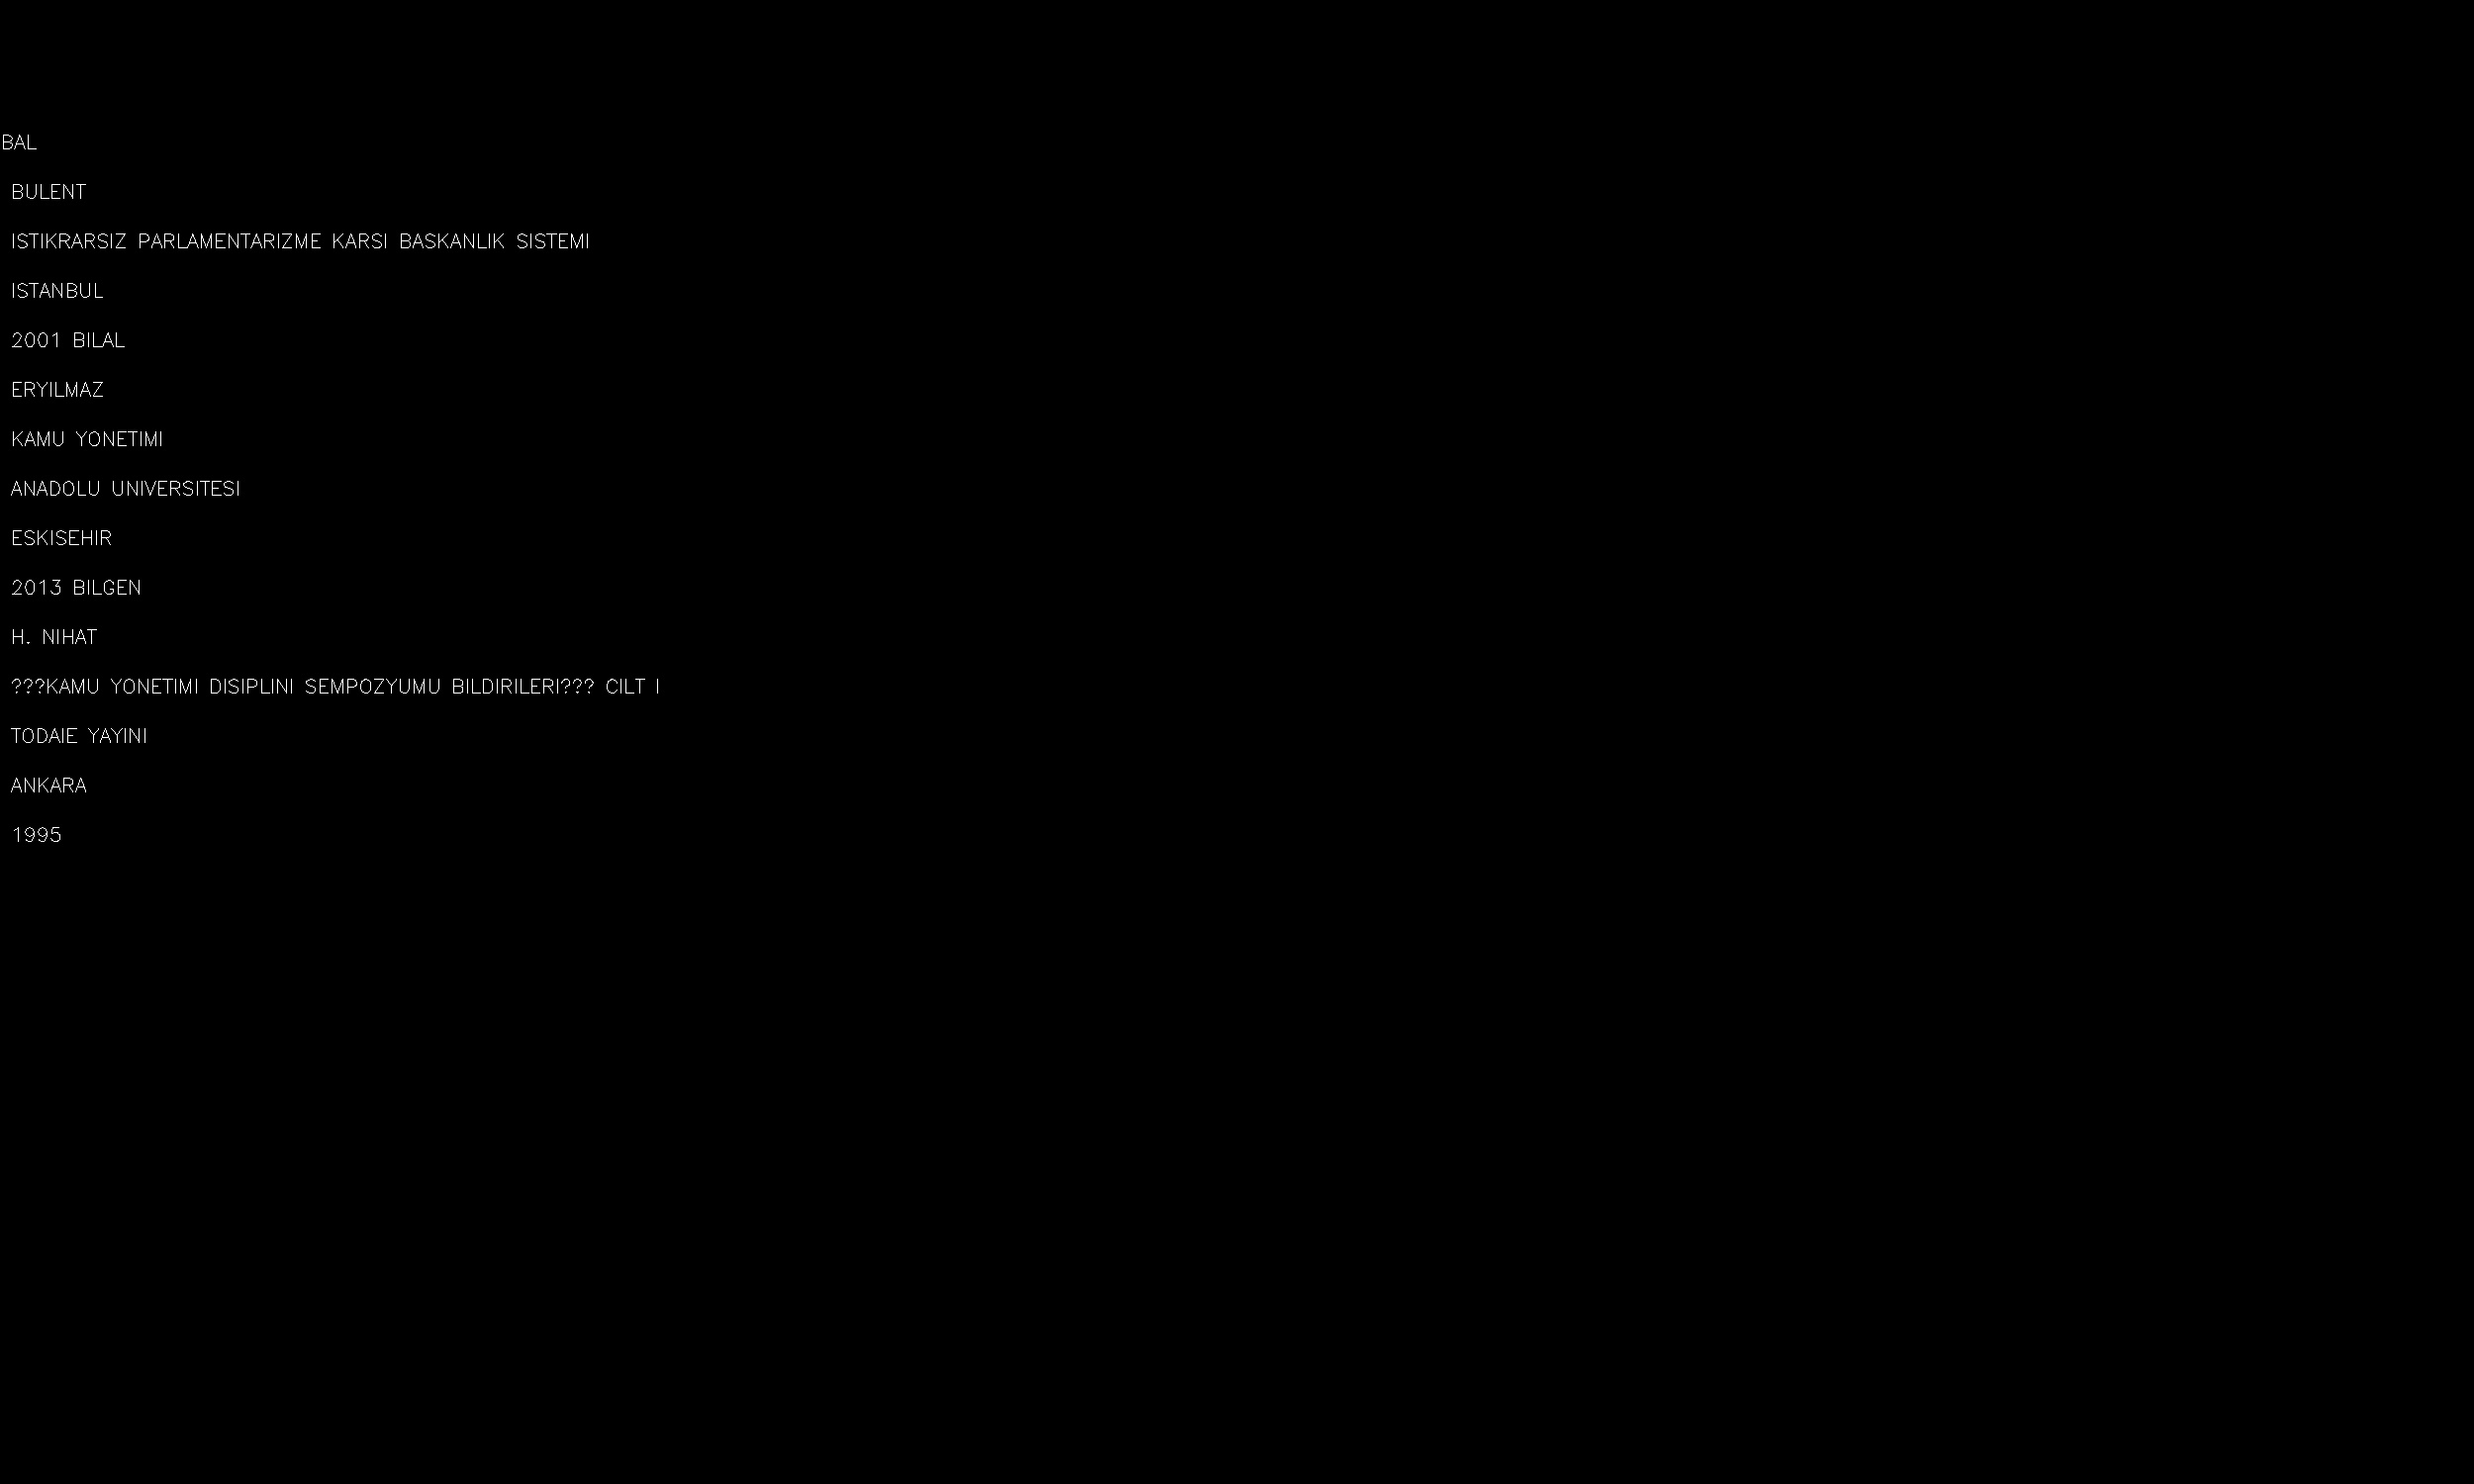 BAL
BULENT
ISTIKRARSIZ PARLAMENTARIZME KARSI BASKANLIK SISTEMI
ISTANBUL
2001 BILAL
ERYILMAZ
KAMU YONETIMI
ANADOLU UNIVERSITESI
ESKISEHIR
2013 BILGEN
H. NIHAT
???KAMU YONETIMI DISIPLINI SEMPOZYUMU BILDIRILERI??? CILT I
TODAIE YAYINI
ANKARA
1995